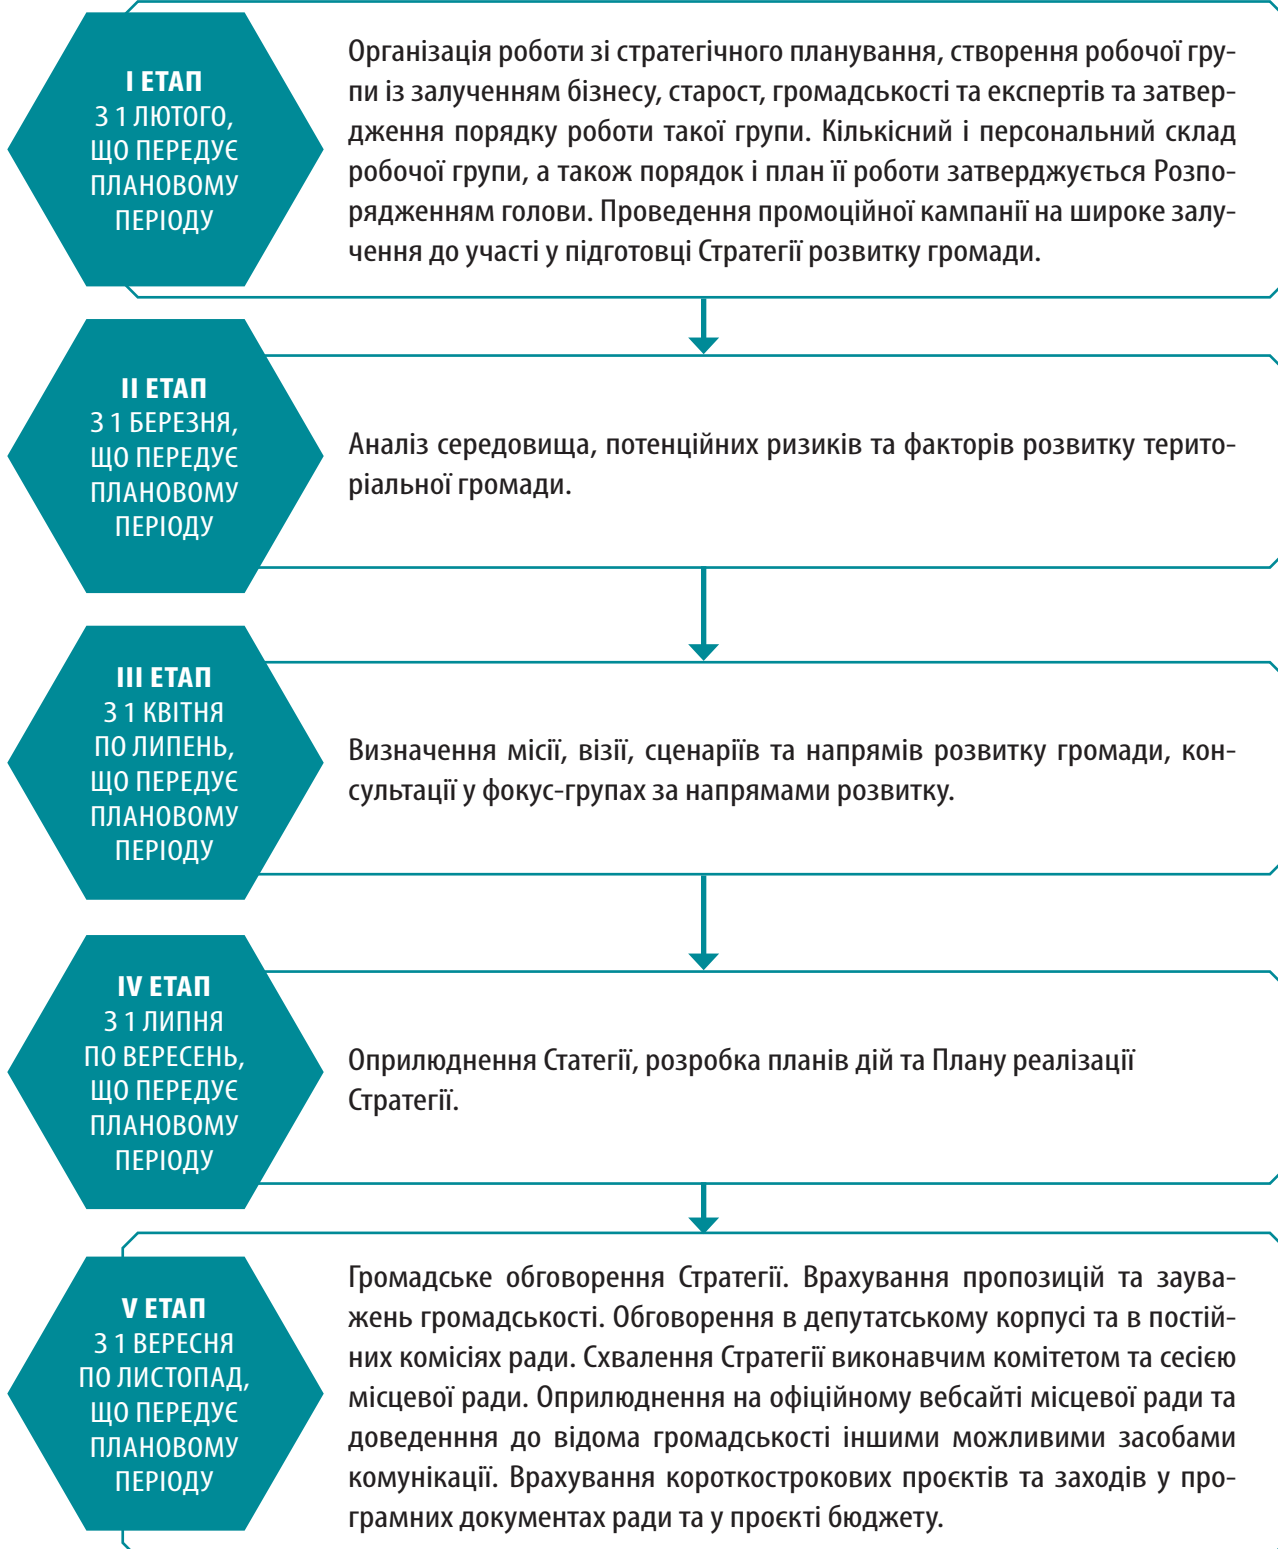 І ЕТАП
З 1 ЛЮТОГО,
ЩО ПЕРЕДУЄ
ПЛАНОВОМУ
ПЕРІОДУ
Організація роботи зі стратегічного планування, створення робочої гру-
пи із залученням бізнесу, старост, громадськості та експертів та затвер-
дження порядку роботи такої групи. Кількісний і персональний склад
робочої групи, а також порядок і план її роботи затверджується Розпо-
рядженням голови. Проведення промоційної кампанії на широке залу-
чення до участі у підготовці Стратегії розвитку громади.
ІІ ЕТАП
З 1 БЕРЕЗНЯ,
ЩО ПЕРЕДУЄ
ПЛАНОВОМУ
ПЕРІОДУ
Аналіз середовища, потенційних ризиків та факторів розвитку терито-
ріальної громади.
ІІІ ЕТАП
З 1 КВІТНЯ
ПО ЛИПЕНЬ,
ЩО ПЕРЕДУЄ
ПЛАНОВОМУ
ПЕРІОДУ
Визначення місії, візії, сценаріїв та напрямів розвитку громади, кон-
сультації у фокус-групах за напрямами розвитку.
IV ЕТАП
З 1 ЛИПНЯ
ПО ВЕРЕСЕНЬ,
ЩО ПЕРЕДУЄ
ПЛАНОВОМУ
ПЕРІОДУ
Оприлюднення Статегії, розробка планів дій та Плану реалізації
Стратегії.
V ЕТАП
З 1 ВЕРЕСНЯ
ПО ЛИСТОПАД,
ЩО ПЕРЕДУЄ
ПЛАНОВОМУ
ПЕРІОДУ
Громадське обговорення Стратегії. Врахування пропозицій та заува-
жень громадськості. Обговорення в депутатському корпусі та в постій-
них комісіях ради. Схвалення Стратегії виконавчим комітетом та сесією
місцевої ради. Оприлюднення на офіційному вебсайті місцевої ради та
доведенння до відома громадськості іншими можливими засобами
комунікації. Врахування короткострокових проєктів та заходів у про-
грамних документах ради та у проєкті бюджету.